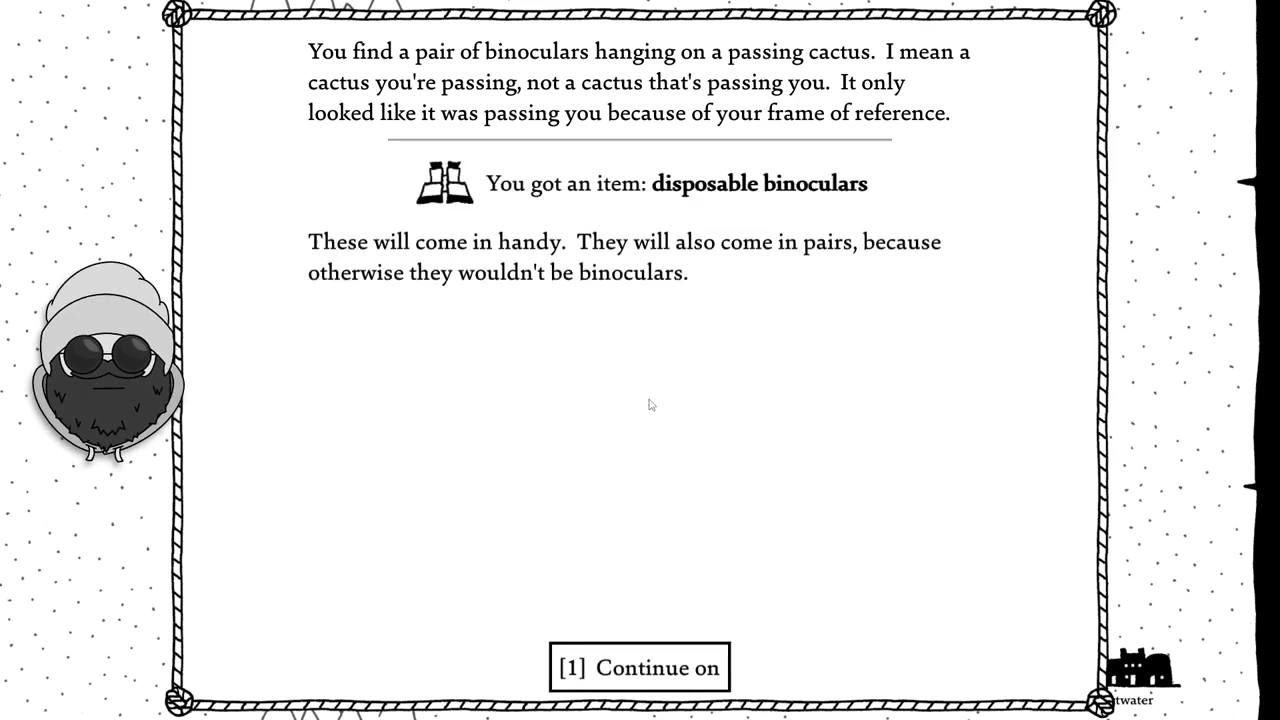 You find a pair of binoculars hanging on a passing cactus.  I mean a
cactus you're passing, not a cactus that's passing you.  It only
looked like it was passing you because of your frame of reference.
You got an item: disposable binoculars
These will come in handy.  They will also come in pairs, because
otherwise they wouldn't be binoculars.
[1]  Continue on
twater